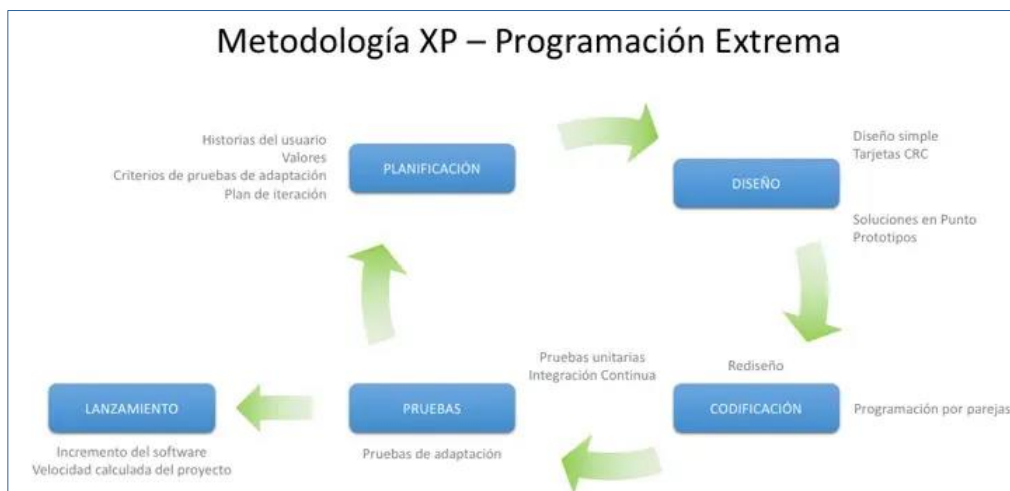 Metodología XP – Programación Extrema
Historias del usuario
Valores
Criterios de pruebas de adaptación
Plan de iteración
PLANIFICACIÓN
DISEÑO
Diseño simple
Tarjetas CRC
Soluciones en Punto
Prototipos
Rediseño
CODIFICACIÓN
Programación por parejas
Pruebas unitarias
Integración Continua
PRUEBAS
Pruebas de adaptación
LANZAMIENTO
Incremento del software
Velocidad calculada del proyecto